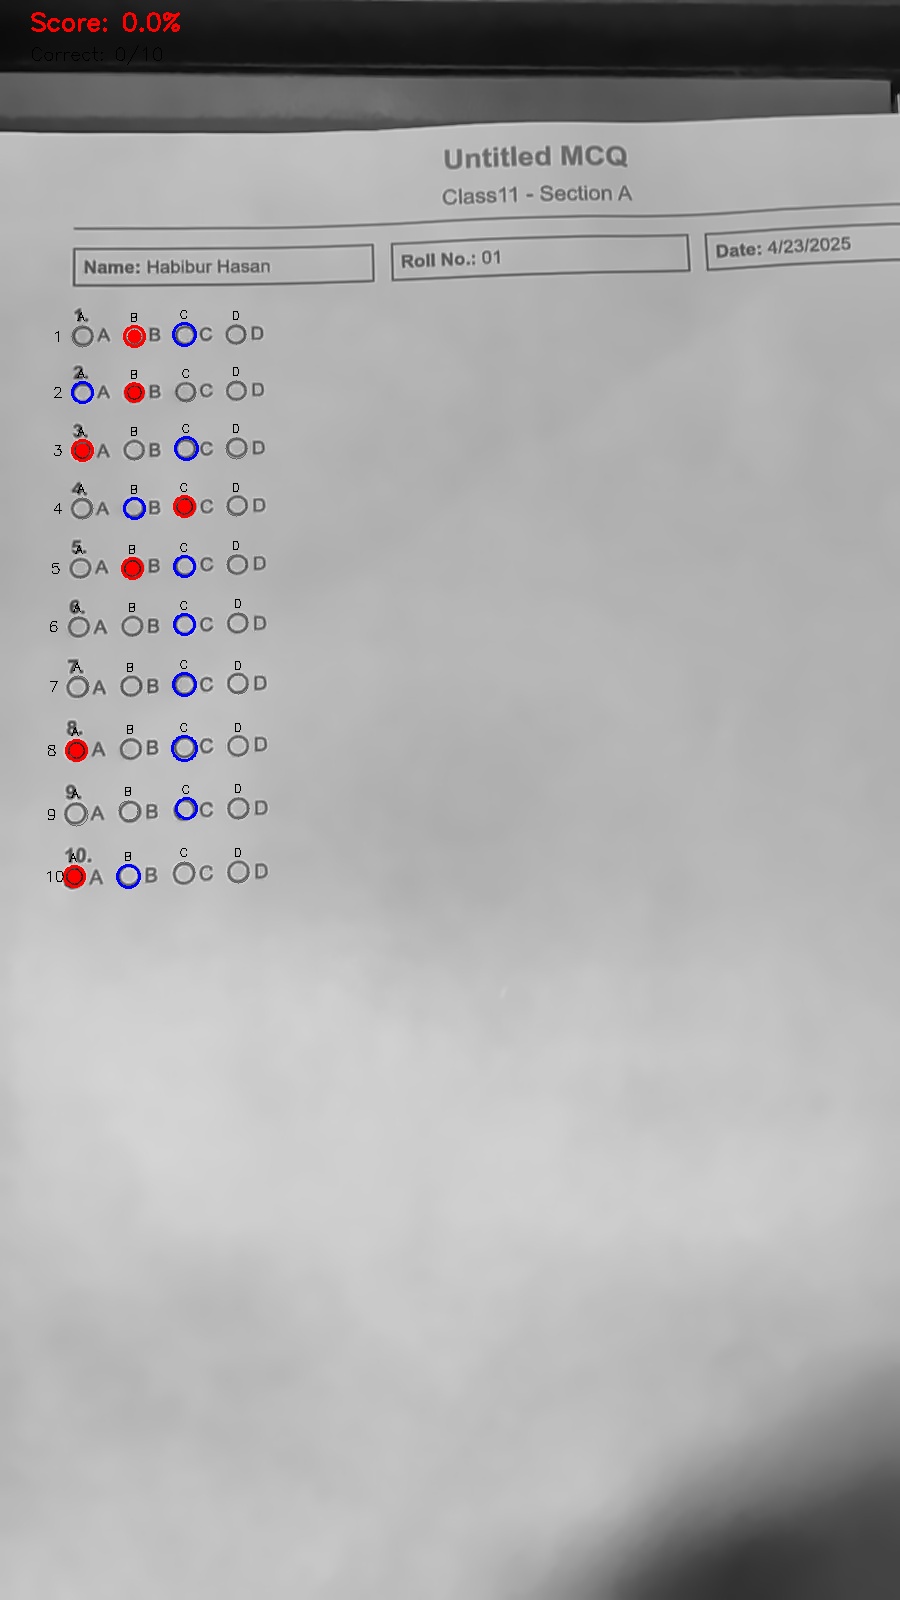 Score: 0.0%
Correct: 0/10
Untitled MCQ
Class11 - Section A
Name: Habibur Hasan
Roll No.: 01
Date: 4/23/2025
1.
A B C D
1 A B C D
2.
A B C D
2 A B C D
3.
A B C D
3 A B C D
4.
A B C D
4 A B C D
5.
A B C D
5 A B C D
6.
A B C D
6 A B C D
7.
A B C D
7 A B C D
8.
A B C D
8 A B C D
9.
A B C D
9 A B C D
10.
A B C D
10 A B C D